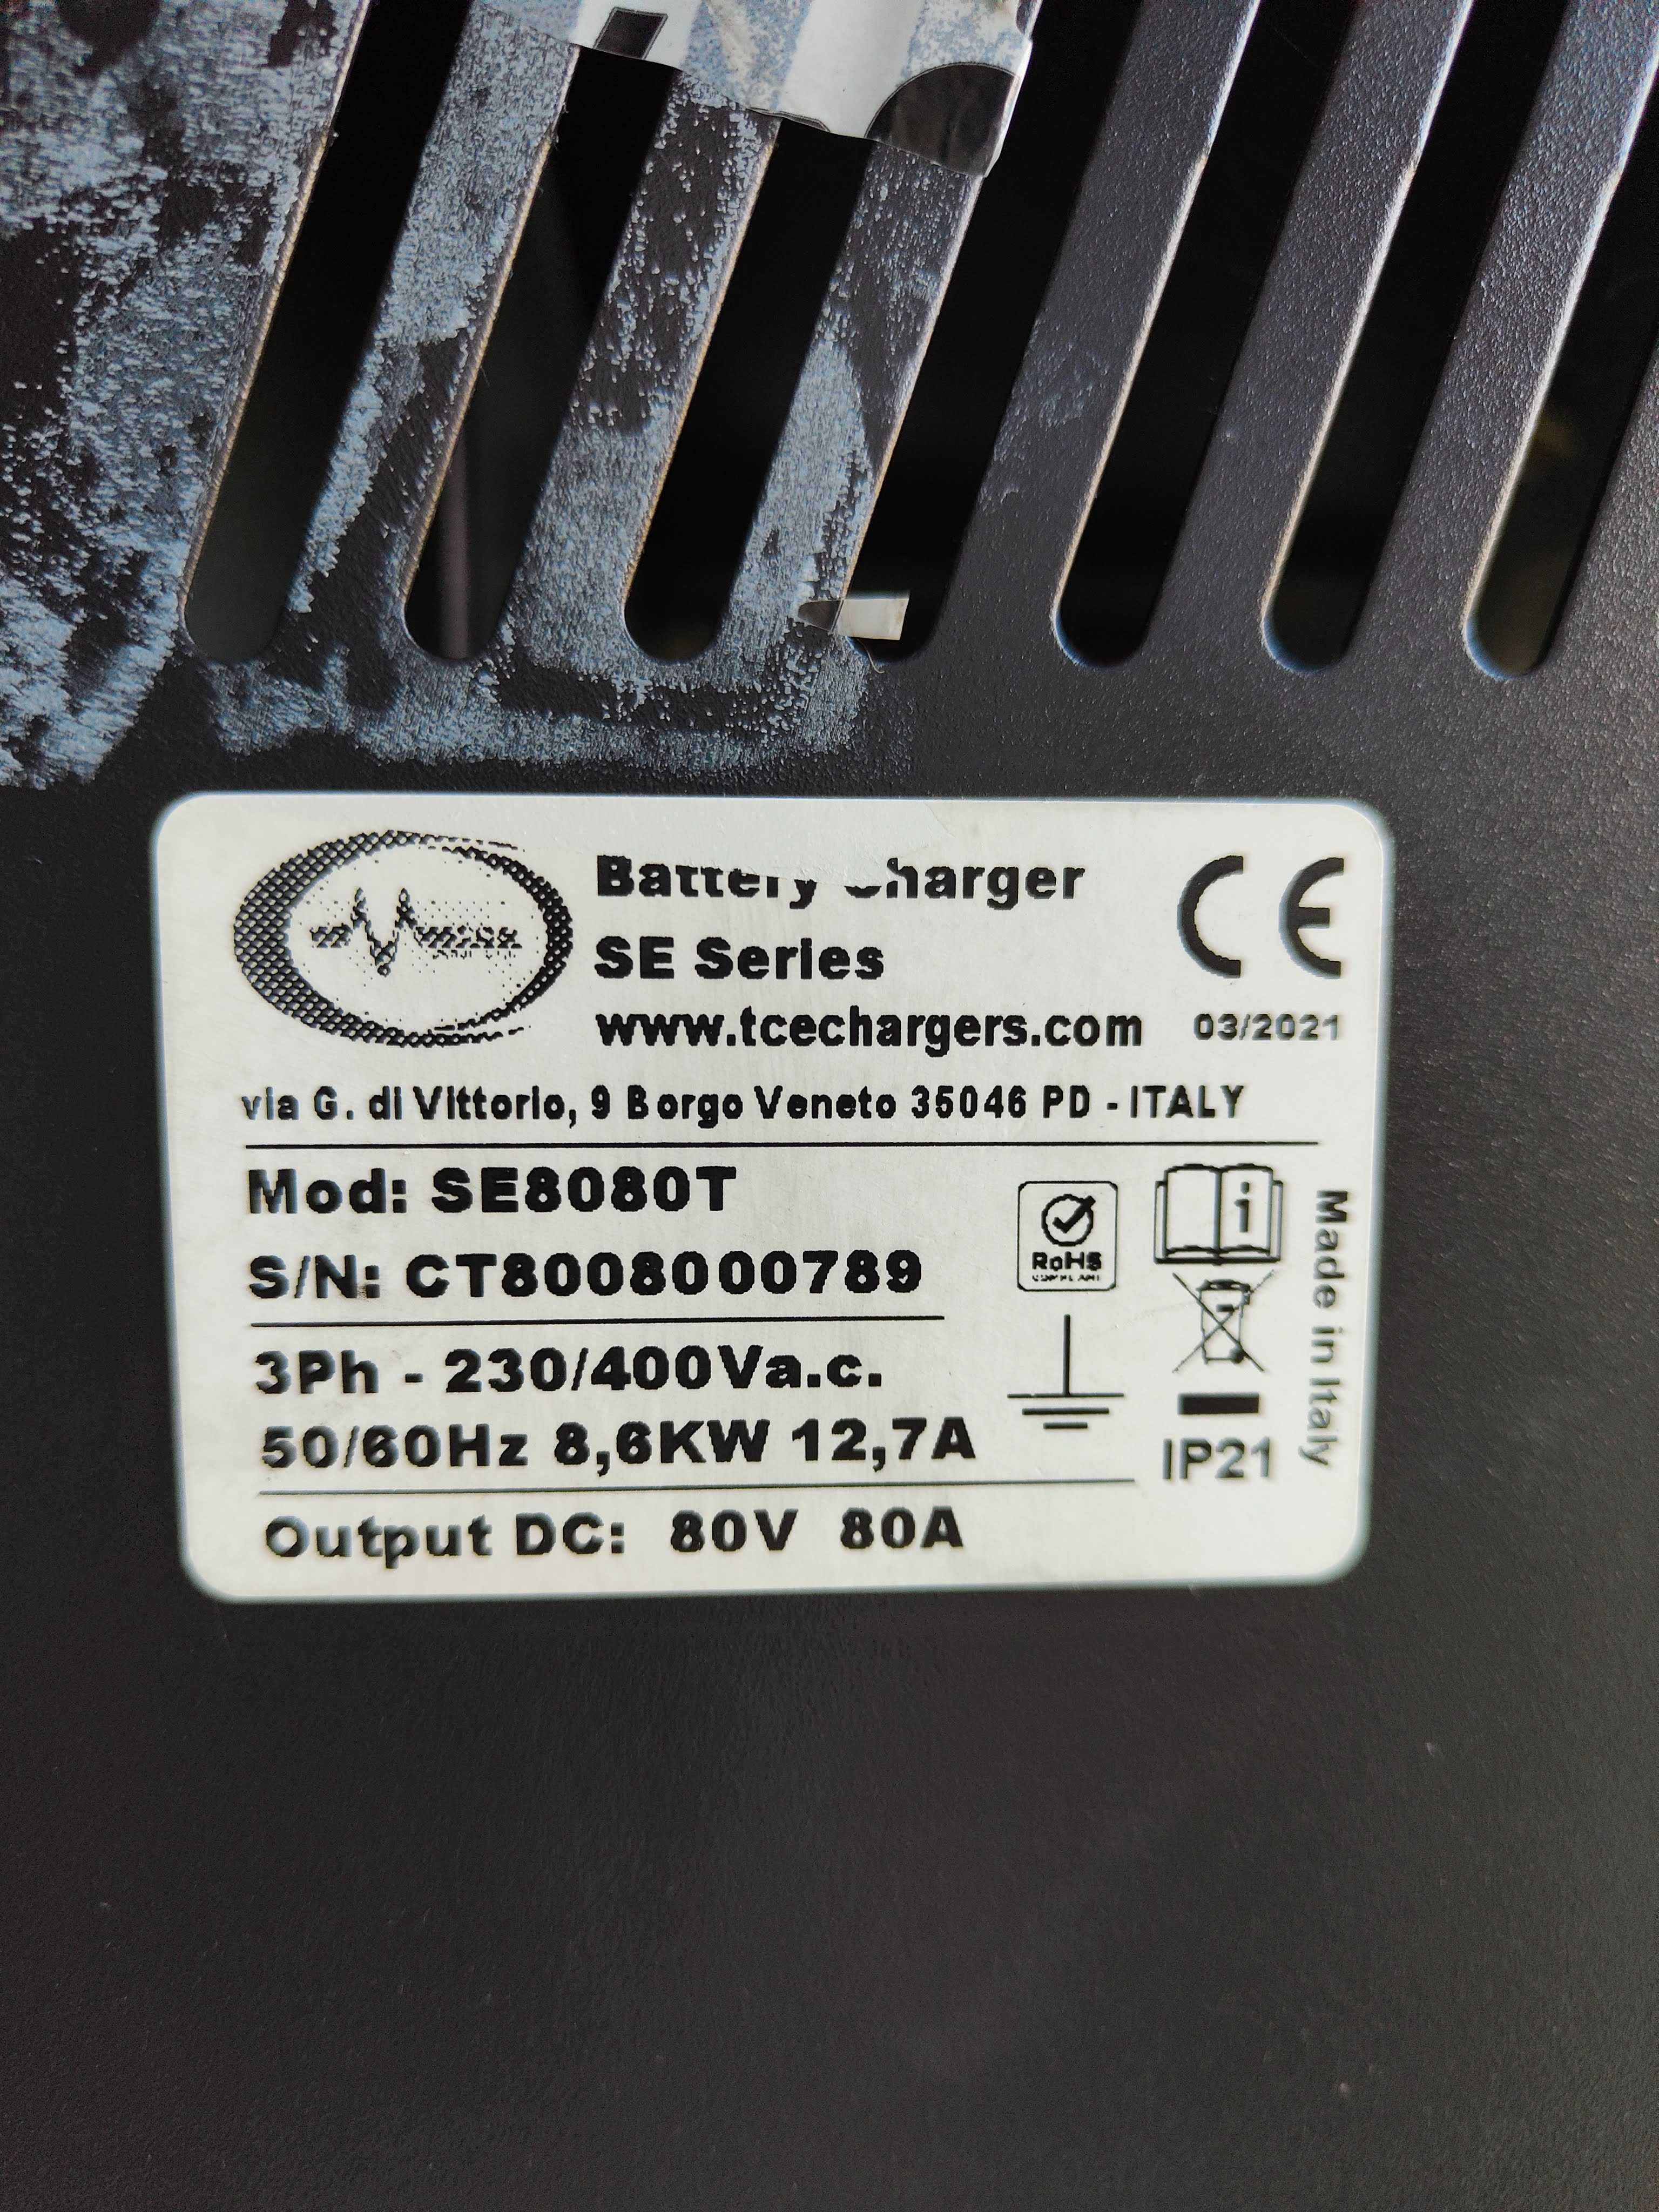 Battery Charger
SE Series
www.tcechargers.com
CE
03/2021
via G. di Vittorio, 9 Borgo Veneto 35046 PD - ITALY
Mod: SE8080T
S/N: CT8008000789
RoHS
COMPLIANT
i
Made in Italy
3Ph - 230/400Va.c.
50/60Hz 8,6KW 12,7A
IP21
Output DC: 80V 80A